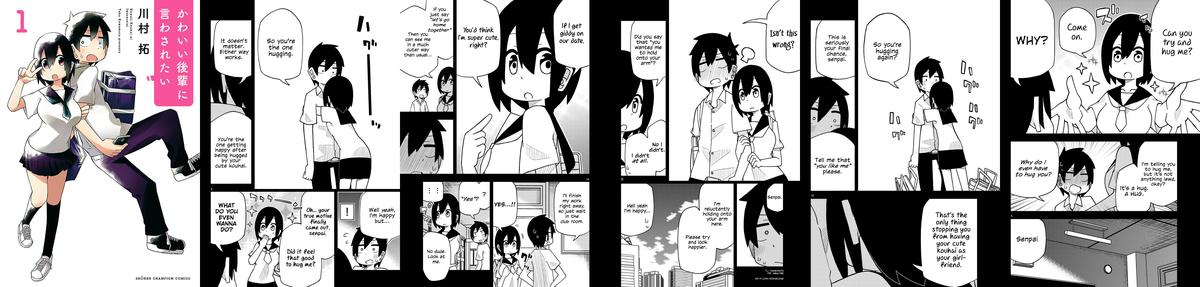 1
かわいい後輩に
言わされたい
川村 拓
SHŌNEN CHAMPION COMICS
So you're
the one
hugging.
It doesn't
matter.
Either way
works.
You're the
one getting
happy after
being hugged
by your
cute kouhai.
Well yeah,
I'm happy
but...
!
Oh... your
true motive
finally
came out,
senpai.
Did it feel
that good
to hug me?
WHAT
DO YOU
EVEN
WANNA
DO?
If I get
giddy on
our date,
You'd think
I'm super cute,
right?
If you
just say
"let's go
home
together"
Then you
can see me
in a much
cuter way
than usual...
I'll finish
my work
right away,
so just wait
in the
club room.
YES...!!
?
"Yes"?
No dude.
Look at
me.
Isn't this
wrong?
Did you say
that "you
wanted me
to hold
onto your
arm"?
No I
didn't
at all.
Senpai.
I'm
reluctantly
holding onto
your arm
here.
Please try
and look
happier.
Hell yeah
I'm happy...
So you're
hugging
again?
This is
seriously
your final
chance,
senpai.
Tell me that
"you like me"
please.
That's the
only thing
stopping you
from having
your cute
kouhai as
your girl-
friend.
Can you
try and
hug me?
Come
on.
WHY?
I'm telling you
to hug me,
but it's not
anything lewd,
okay?
It's a hug.
A HUG.
Why do I
even have
to hug you?
Senpai